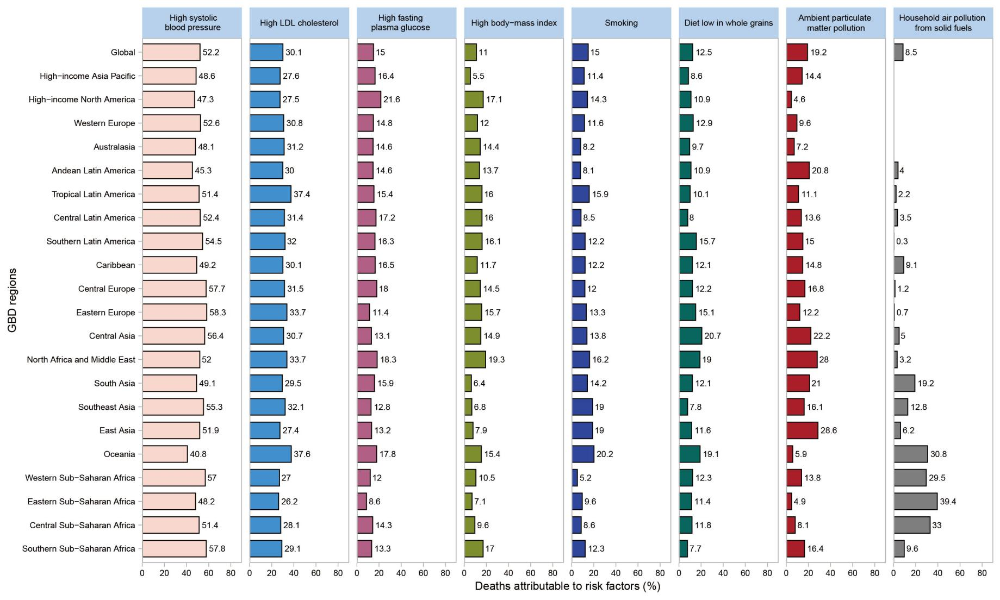 High systolic
blood pressure
High LDL cholesterol
High fasting
plasma glucose
High body−mass index
Smoking
Diet low in whole grains
Ambient particulate
matter pollution
Household air pollution
from solid fuels
Global 52.2 30.1 15 11 15 12.5 19.2 8.5
High−income Asia Pacific 48.6 27.6 16.4 5.5 11.4 8.6 14.4
High−income North America 47.3 27.5 21.6 17.1 14.3 10.9 4.6
Western Europe 52.6 30.8 14.8 12 11.6 12.9 9.6
Australasia 48.1 31.2 14.6 14.4 8.2 9.7 7.2
Andean Latin America 45.3 30 14.6 13.7 8.1 10.9 20.8 4
Tropical Latin America 51.4 37.4 15.4 16 15.9 10.1 11.1 2.2
Central Latin America 52.4 31.4 17.2 16 8.5 8 13.6 3.5
Southern Latin America 54.5 32 16.3 16.1 12.2 15.7 15 0.3
Caribbean 49.2 30.1 16.5 11.7 12.2 12.1 14.8 9.1
Central Europe 57.7 31.5 18 14.5 12 12.2 16.8 1.2
Eastern Europe 58.3 33.7 11.4 15.7 13.3 15.1 12.2 0.7
Central Asia 56.4 30.7 13.1 14.9 13.8 20.7 22.2 5
North Africa and Middle East 52 33.7 18.3 19.3 16.2 19 28 3.2
South Asia 49.1 29.5 15.9 6.4 14.2 12.1 21 19.2
Southeast Asia 55.3 32.1 12.8 6.8 19 7.8 16.1 12.8
East Asia 51.9 27.4 13.2 7.9 19 11.6 28.6 6.2
Oceania 40.8 37.6 17.8 15.4 20.2 19.1 5.9 30.8
Western Sub−Saharan Africa 57 27 12 10.5 5.2 12.3 13.8 29.5
Eastern Sub−Saharan Africa 48.2 26.2 8.6 7.1 9.6 11.4 4.9 39.4
Central Sub−Saharan Africa 51.4 28.1 14.3 9.6 8.6 11.8 8.1 33
Southern Sub−Saharan Africa 57.8 29.1 13.3 17 12.3 7.7 16.4 9.6
GBD regions
0 20 40 60 80 0 20 40 60 80 0 20 40 60 80 0 20 40 60 80 0 20 40 60 80 0 20 40 60 80 0 20 40 60 80 0 20 40 60 80
Deaths attributable to risk factors (%)